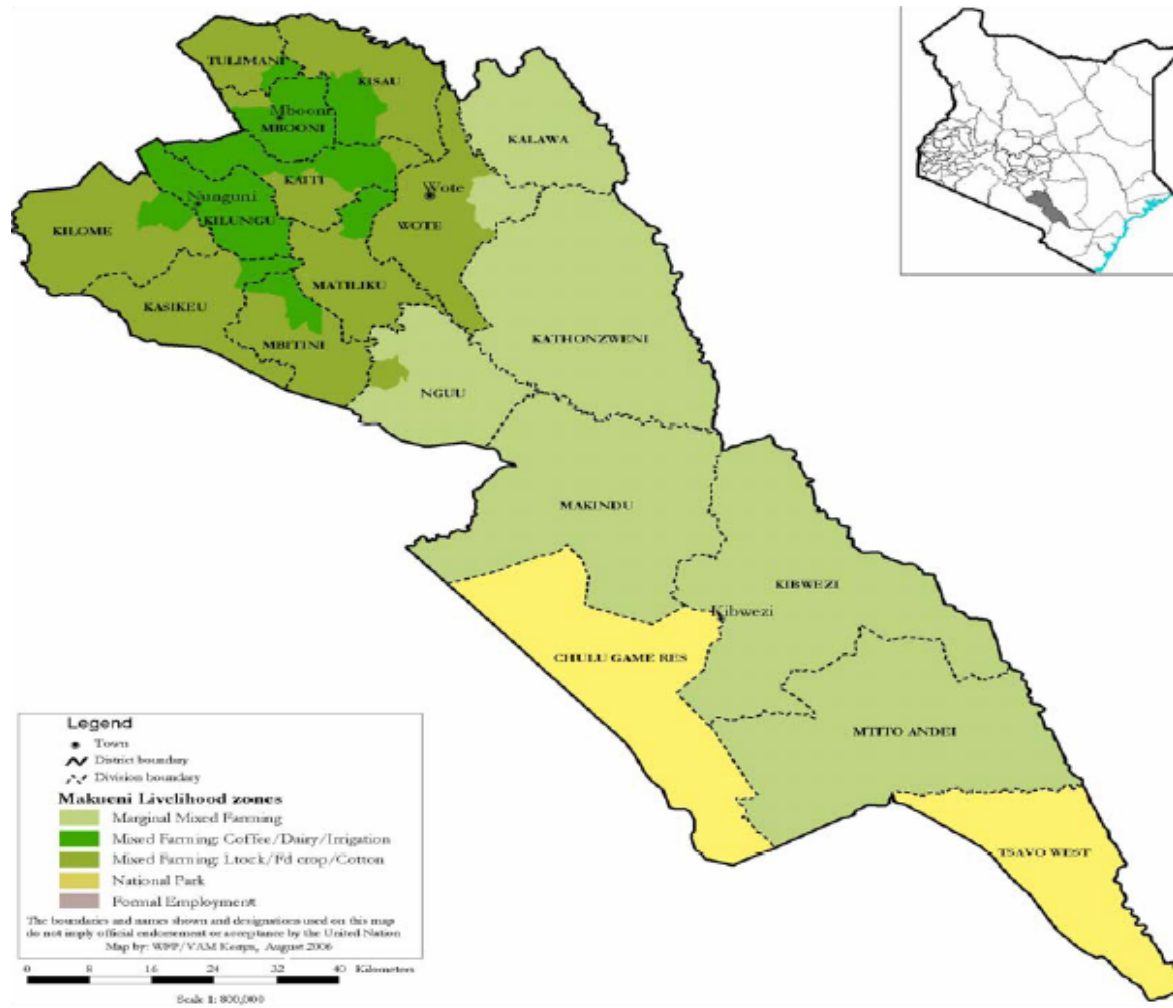 TULIMANI
KISAU
Mbooni
MBOONI
KALAWA
KAITI
Nunguni
Wote
KILUNGU
WOTE
KILOME
MATILIKU
KASIKEU
MBITINI
KATHONZWENI
NGUU
MAKINDU
KIBWEZI
Kibwezi
CHULU GAME RES
MTITO ANDEI
TSAVO WEST
Legend
Town
District boundary
Division boundary
Makueni Livelihood zones
Marginal Mixed Farming
Mixed Farming: Coffee/Dairy/Irrigation
Mixed Farming: Ltock/Fd crop/Cotton
National Park
Formal Employment
The boundaries and names shown and designations used on this map
do not imply official endorsement or acceptance by the United Nation
Map by: WFP/VAM Kenya, August 2006
0 8 16 24 32 40 Kilometers
Scale 1: 800,000